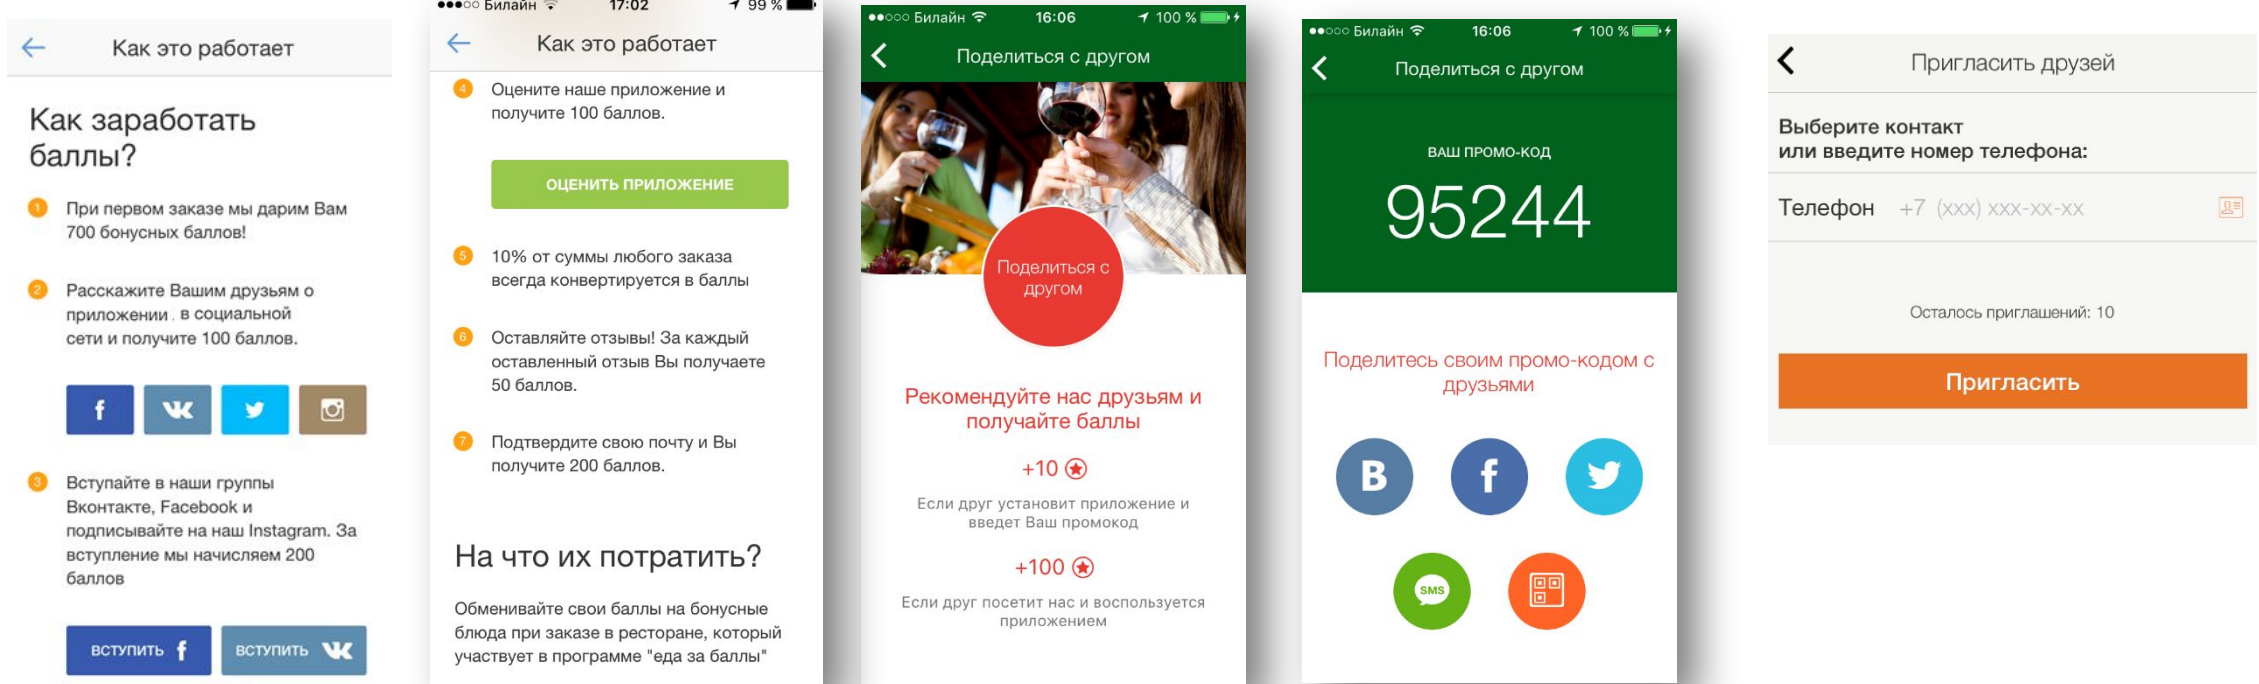 Как это работает
Как заработать
баллы?
1
При первом заказе мы дарим Вам
700 бонусных баллов!
2
Расскажите Вашим друзьям о
приложении . в социальной
сети и получите 100 баллов.
3
Вступайте в наши группы
Вконтакте, Facebook и
подписывайте на наш Instagram. За
вступление мы начисляем 200
баллов
ВСТУПИТЬ f
ВСТУПИТЬ
Билайн 17:02 99 %
Как это работает
4
Оцените наше приложение и
получите 100 баллов.
ОЦЕНИТЬ ПРИЛОЖЕНИЕ
5
10% от суммы любого заказа
всегда конвертируется в баллы
6
Оставляйте отзывы! За каждый
оставленный отзыв Вы получаете
50 баллов.
7
Подтвердите свою почту и Вы
получите 200 баллов.
На что их потратить?
Обменивайте свои баллы на бонусные
блюда при заказе в ресторане, который
участвует в программе "еда за баллы"
Билайн 16:06 100 %
Поделиться с другом
Поделиться с
другом
Рекомендуйте нас друзьям и
получайте баллы
+10
Если друг установит приложение и
введет Ваш промокод
+100
Если друг посетит нас и воспользуется
приложением
Билайн 16:06 100 %
Поделиться с другом
ВАШ ПРОМО-КОД
95244
Поделитесь своим промо-кодом с
друзьями
B f
SMS
Пригласить друзей
Выберите контакт
или введите номер телефона:
Телефон +7 (xxx) xxx-xx-xx
Осталось приглашений: 10
Пригласить